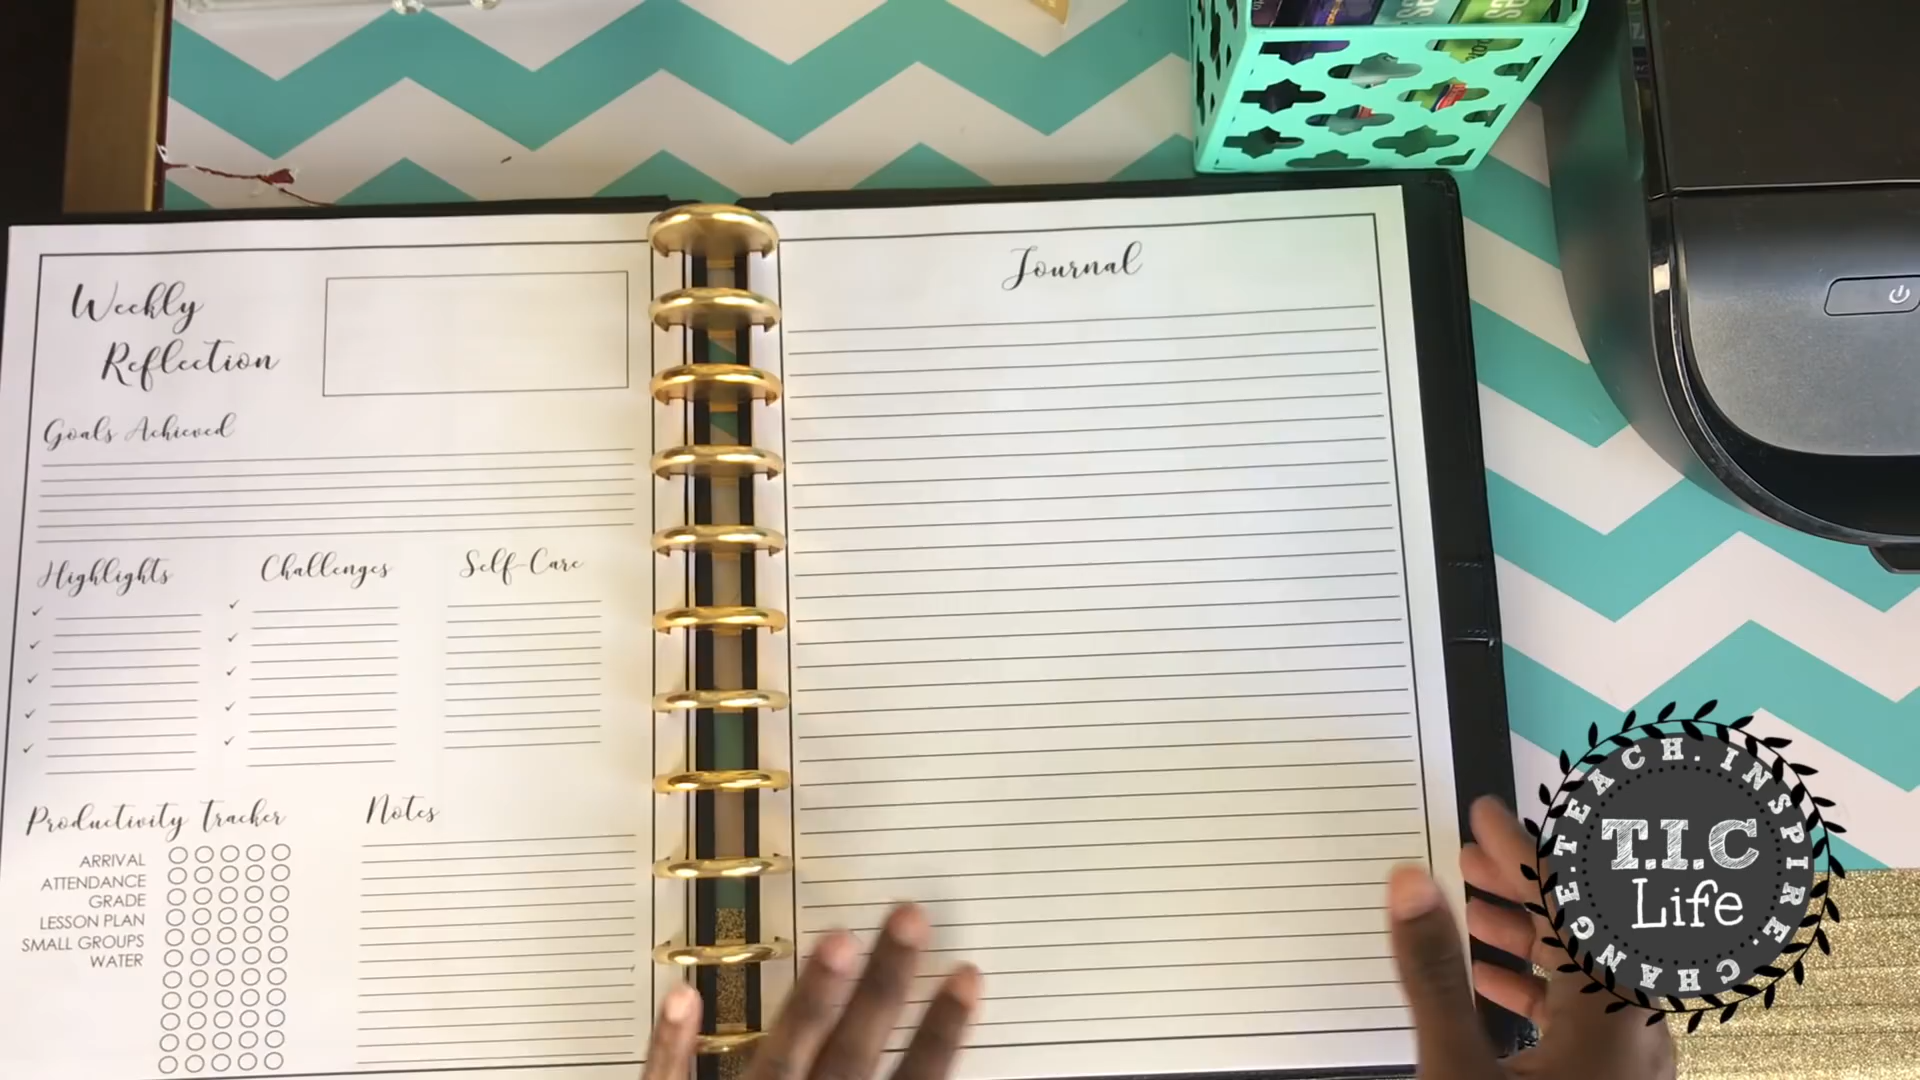 Weekly
Reflection
Goals Achieved
Highlights
Challenges
Self-Care
Productivity Tracker
ARRIVAL
ATTENDANCE
GRADE
LESSON PLAN
SMALL GROUPS
WATER
Notes
Journal
TEACH. INSPIRE. CHANGE.
T.I.C
Life